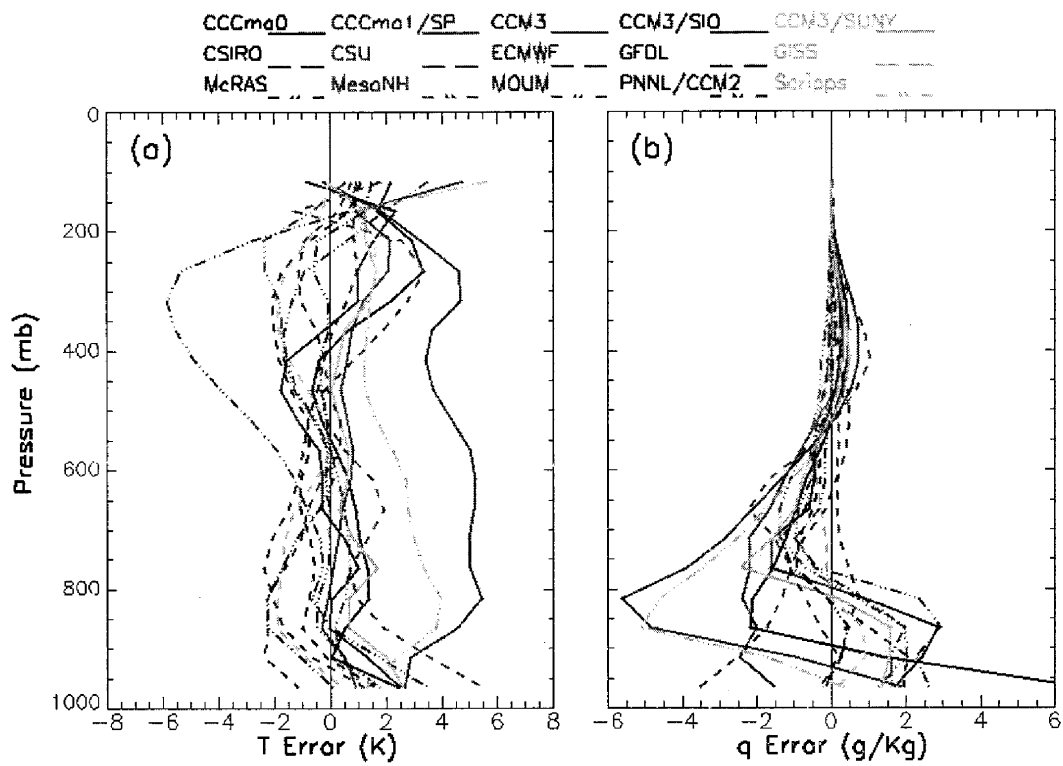 CCCma0 CCCma1/SP CCM3 CCM3/SIO CCM3/SUNY
CSIRO CSU ECMWF GFDL GISS
McRAS MesoNH MOUM PNNL/CCM2 Scripps
(a) (b)
0
200
400
600
800
1000
Pressure (mb)
-8 -6 -4 -2 0 2 4 6 8
-6 -4 -2 0 2 4 6
T Error (K) q Error (g/Kg)